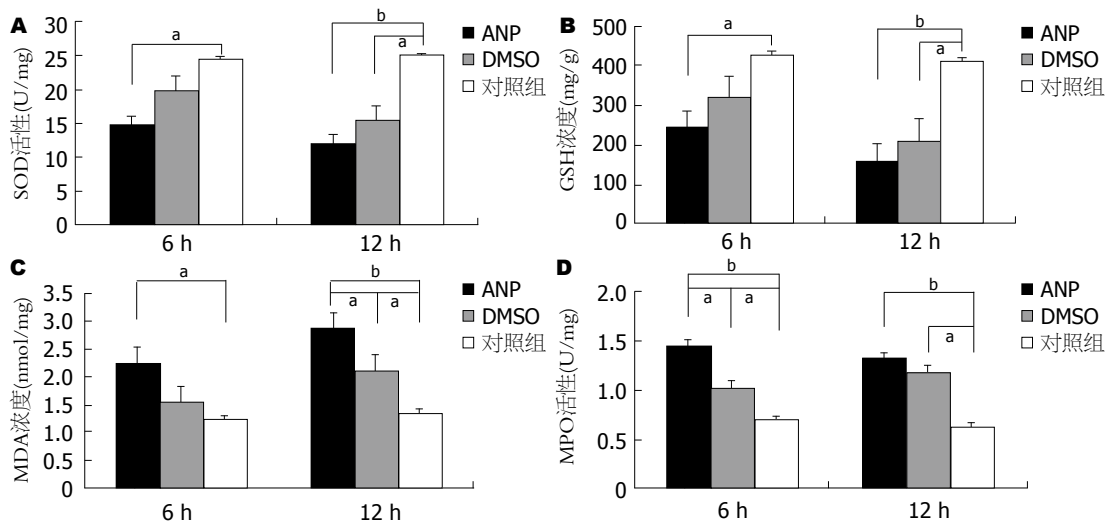 A
SOD活性(U/mg)
30
25
20
15
10
5
0
a
b
a
6 h
12 h
ANP
DMSO
对照组
B
GSH浓度(mg/g)
500
400
300
200
100
0
a
b
a
6 h
12 h
ANP
DMSO
对照组
C
MDA浓度(nmol/mg)
3.5
3.0
2.5
2.0
1.5
1.0
0.5
0
a
b
a
a
6 h
12 h
ANP
DMSO
对照组
D
MPO活性(U/mg)
2.0
1.5
1.0
0.5
0
b
a
a
b
a
6 h
12 h
ANP
DMSO
对照组